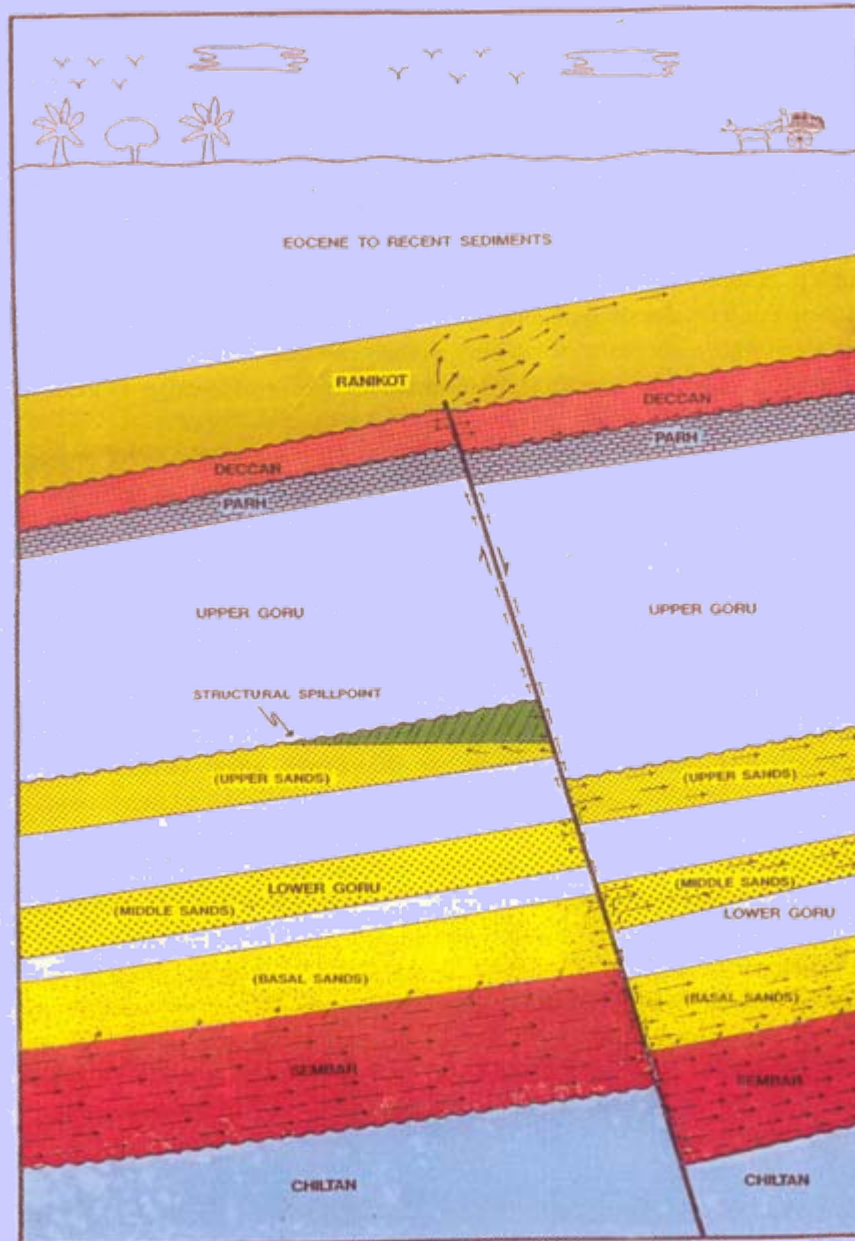 EOCENE TO RECENT SEDIMENTS
RANIKOT
DECCAN
PARH
DECCAN
PARH
UPPER GORU
UPPER GORU
STRUCTURAL SPILLPOINT
(UPPER SANDS)
(UPPER SANDS)
LOWER GORU
(MIDDLE SANDS)
(MIDDLE SANDS)
LOWER GORU
(BASAL SANDS)
(BASAL SANDS)
SEMBAR
SEMBAR
CHILTAN
CHILTAN